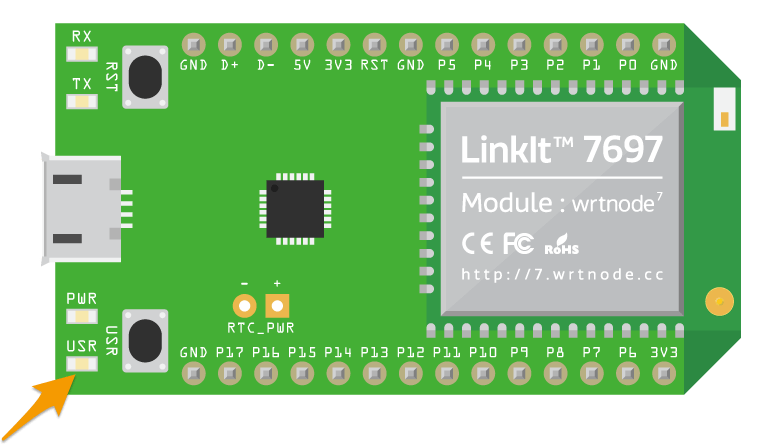 RX
TX
RST
GND D+ D- 5V 3V3 RST GND P5 P4 P3 P2 P1 P0 GND
LinkIt™ 7697
Module : wrtnode⁷
CE FC RoHS
http://7.wrtnode.cc
- +
RTC_PWR
PWR
USR
USR
GND P17 P16 P15 P14 P13 P12 P11 P10 P9 P8 P7 P6 3V3